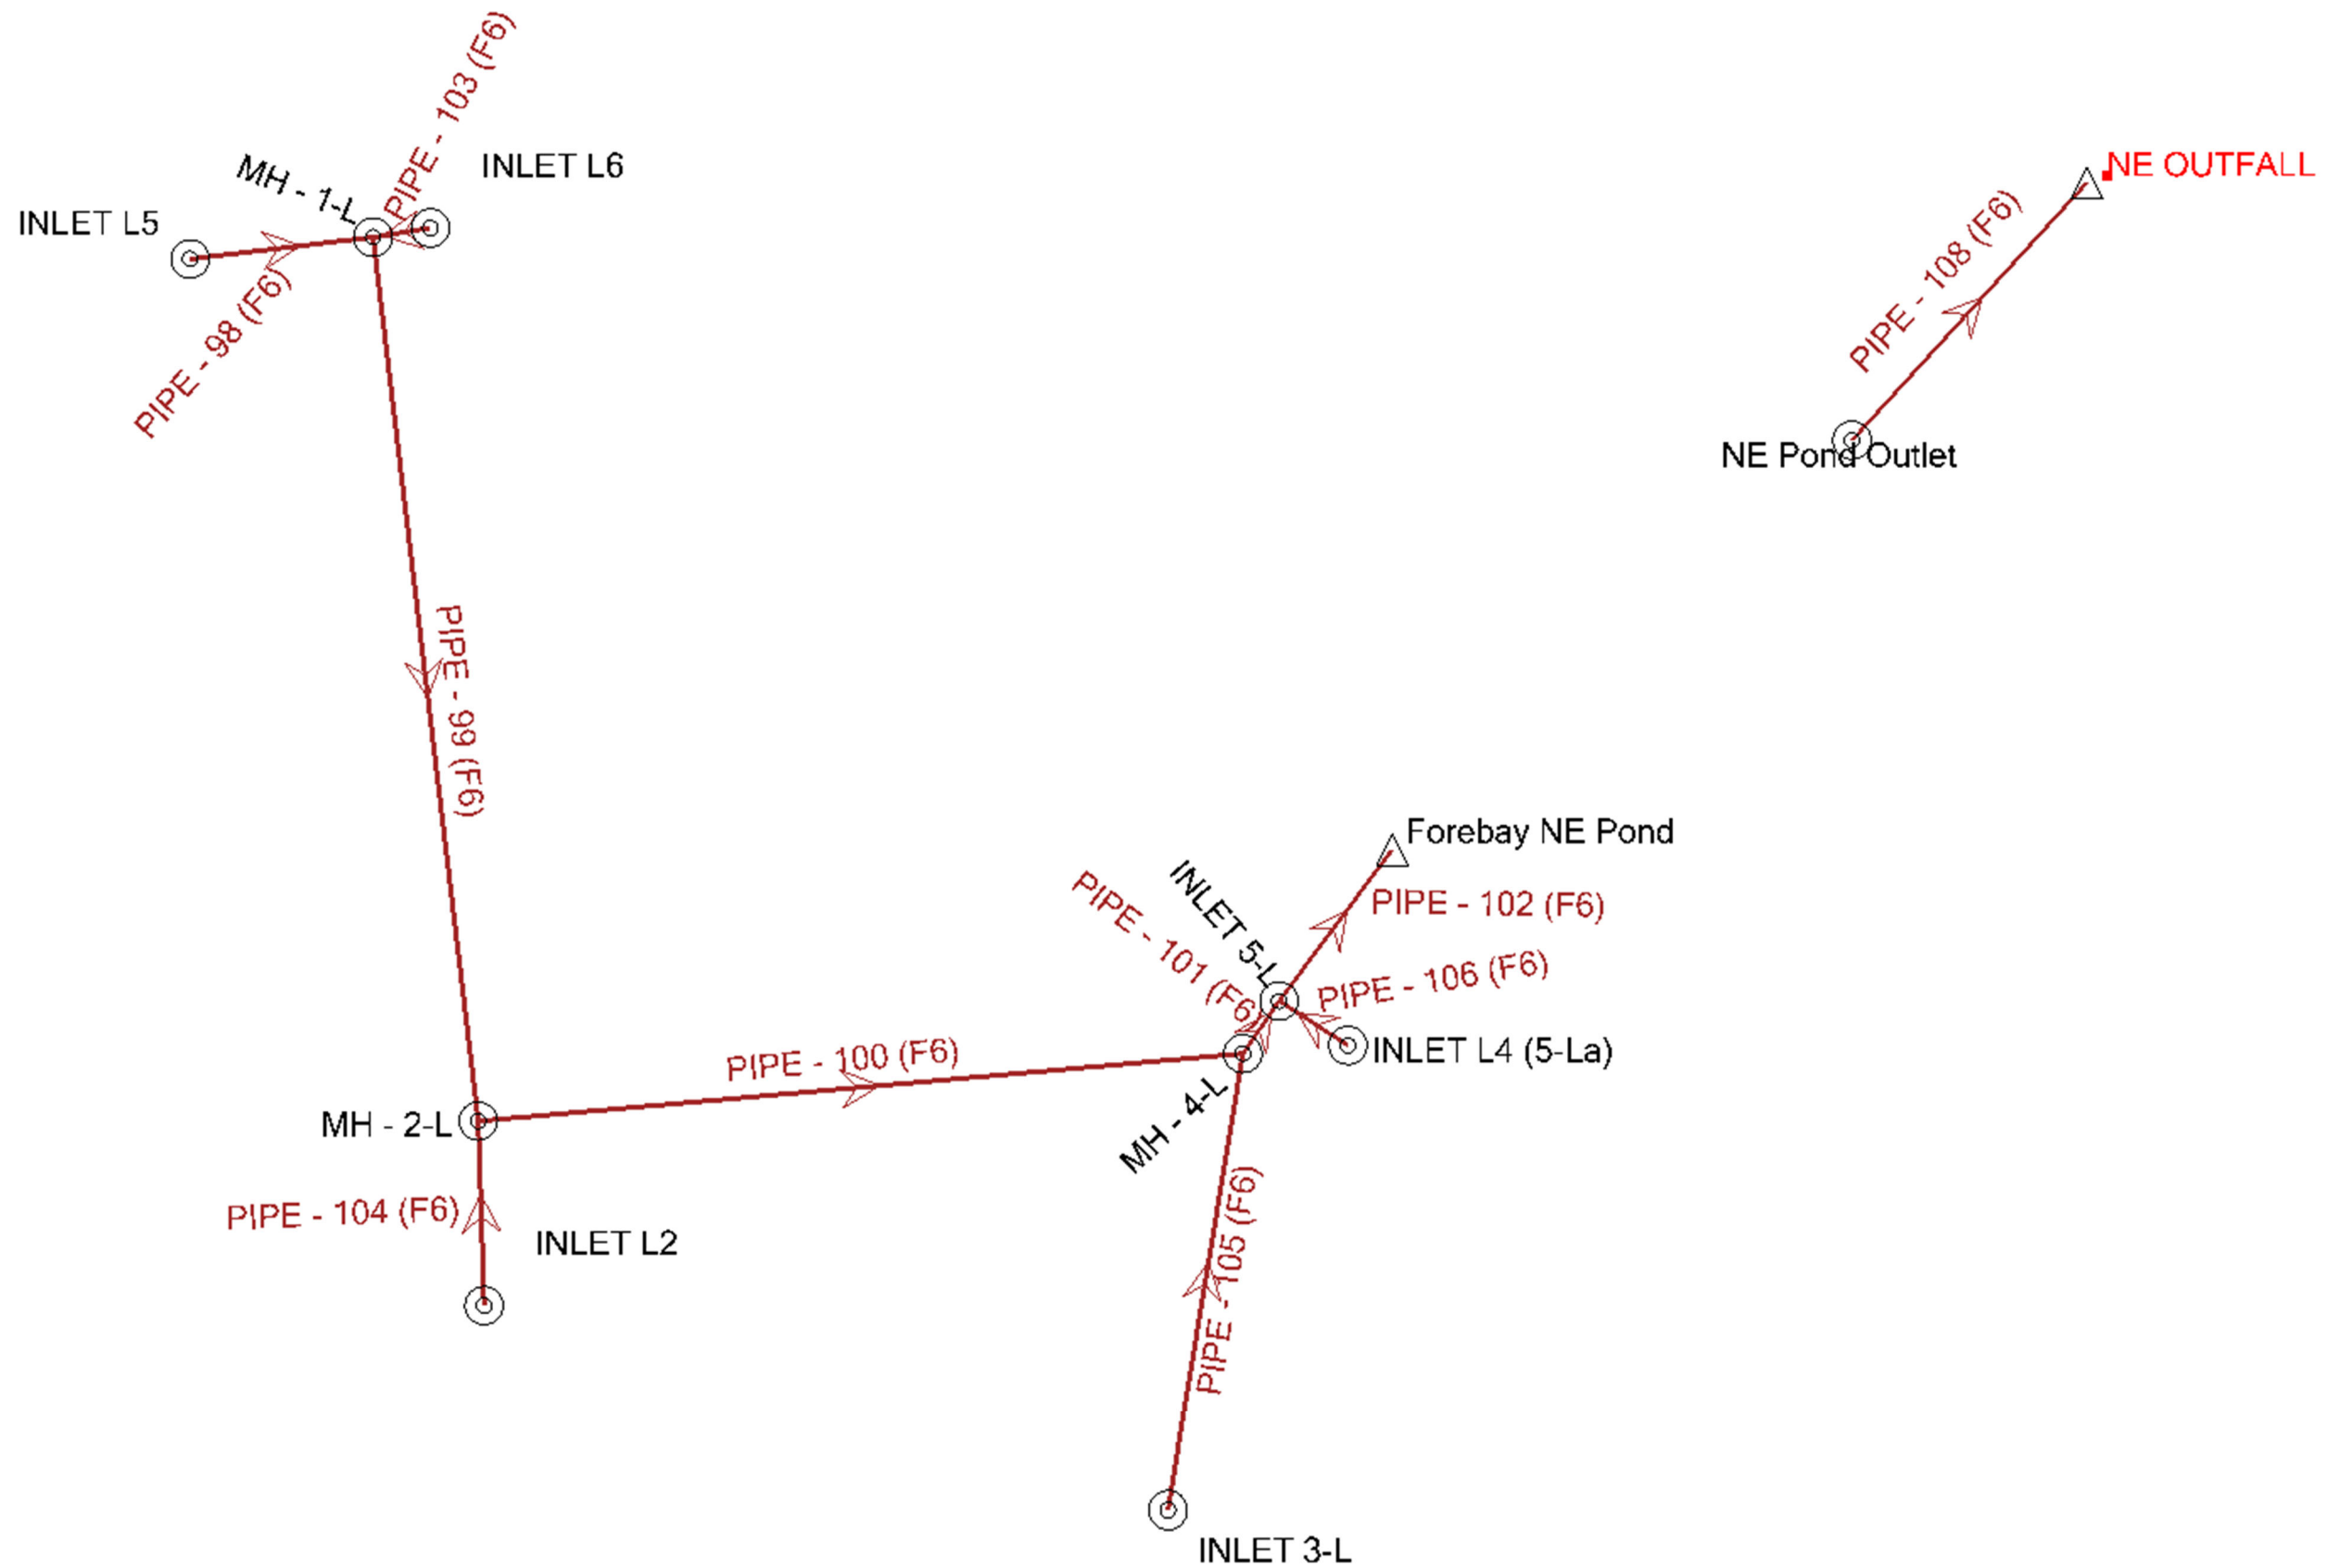 PIPE - 103 (F6)
MH - 1-L
INLET L6
INLET L5
PIPE - 98 (F6)
NE OUTFALL
PIPE - 108 (F6)
NE Pond Outlet
PIPE - 99 (F6)
Forebay NE Pond
INLET 5-L
PIPE - 101 (F6
PIPE - 102 (F6)
PIPE - 106 (F6)
INLET L4 (5-La)
PIPE - 100 (F6)
MH - 2-L
MH - 4-L
PIPE - 104 (F6)
INLET L2
PIPE - 105 (F6)
INLET 3-L